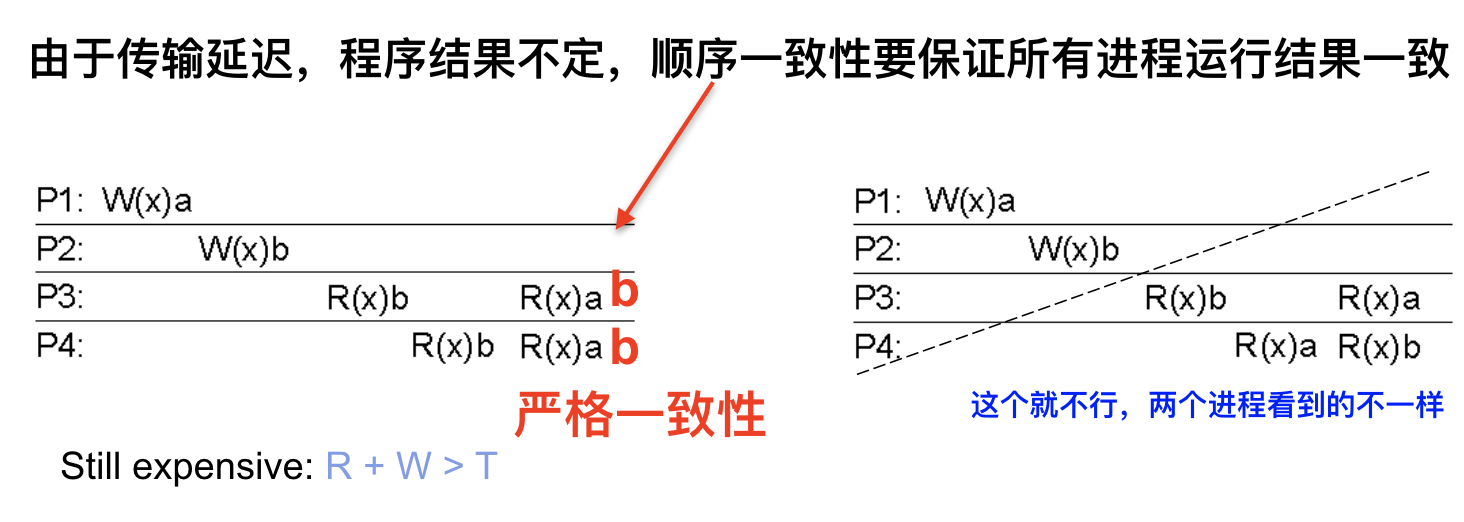 由于传输延迟，程序结果不定，顺序一致性要保证所有进程运行结果一致
P1: W(x)a
P2: W(x)b
P3: R(x)b R(x)a b
P4: R(x)b R(x)a b
严格一致性
P1: W(x)a
P2: W(x)b
P3: R(x)b R(x)a
P4: R(x)a R(x)b
这个就不行，两个进程看到的不一样
Still expensive: R + W > T